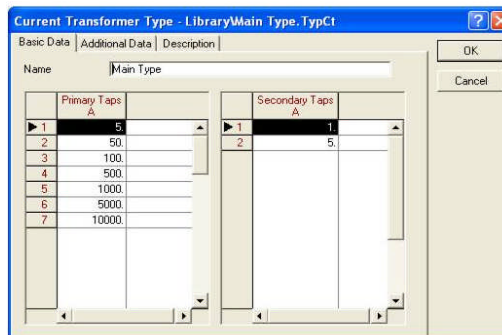 Current Transformer Type - Library\Main Type.TypCt
OK
Cancel
Basic Data
Additional Data
Description
Name
Main Type
Primary Taps
A
1 5.
2 50.
3 100.
4 500.
5 1000.
6 5000.
7 10000.
Secondary Taps
A
1 1.
2 5.